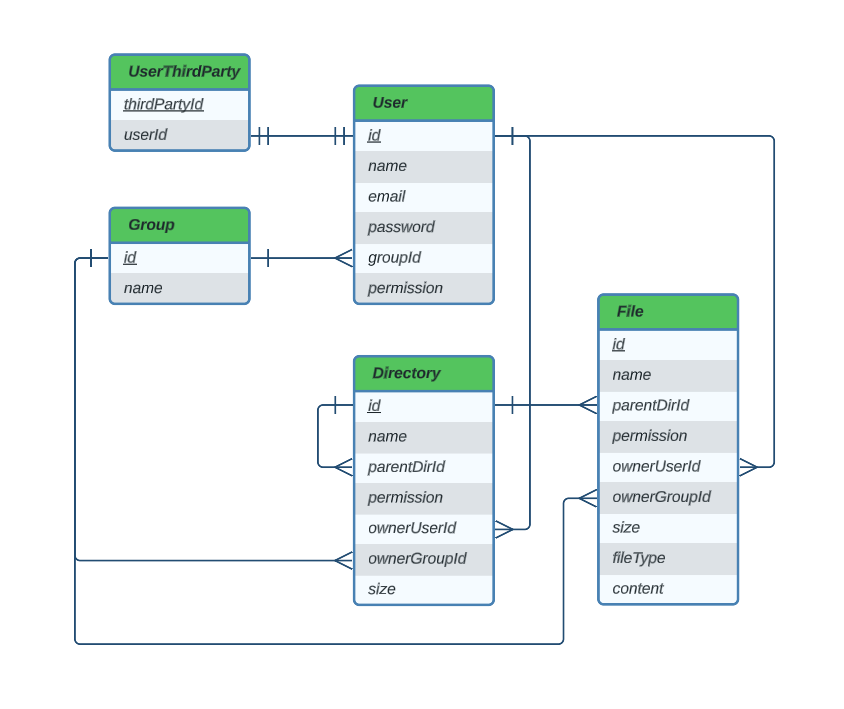 UserThirdParty
thirdPartyId
userId
User
id
name
email
password
groupId
permission
Group
id
name
Directory
id
name
parentDirId
permission
ownerUserId
ownerGroupId
size
File
id
name
parentDirId
permission
ownerUserId
ownerGroupId
size
fileType
content